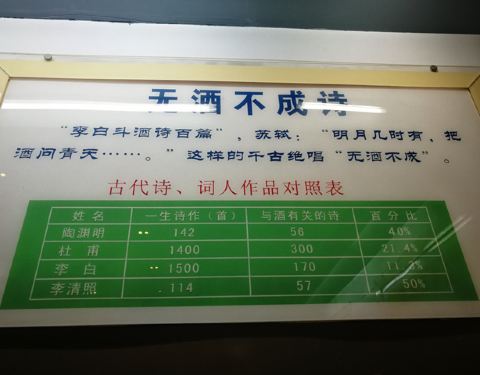 无酒不成诗
“李白斗酒诗百篇”，苏轼：“明月几时有，把
酒问青天……。”这样的千古绝唱“无酒不成”。
古代诗、词人作品对照表
姓名 一生诗作（首） 与酒有关的诗 百分比
陶渊明 142 56 40%
杜甫 1400 300 21.4%
李白 1500 170 11.3%
李清照 114 57 50%